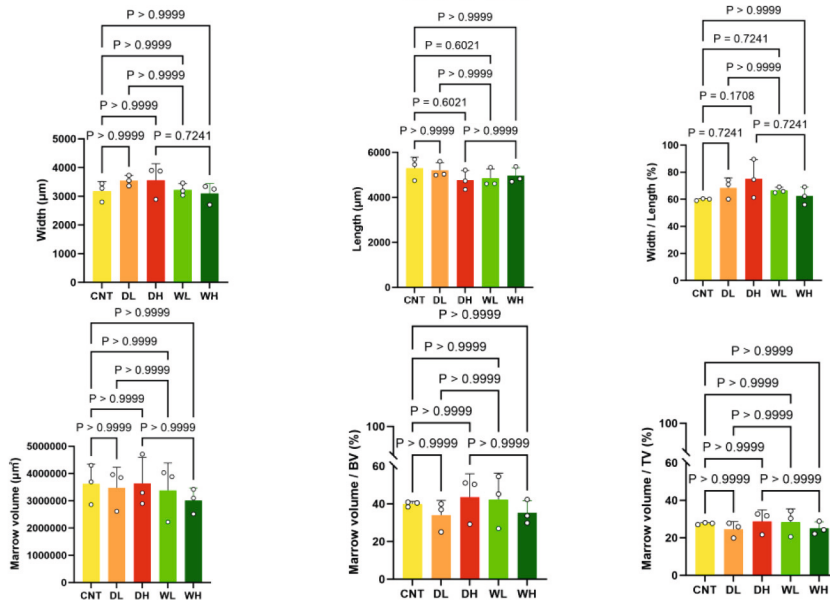 P > 0.9999
P > 0.9999
P > 0.9999
P > 0.9999
P > 0.9999
P = 0.7241
Width (µm)
5000
4000
3000
2000
1000
0
CNT DL DH WL WH
P > 0.9999
P = 0.6021
P > 0.9999
P = 0.6021
P > 0.9999
P > 0.9999
Length (µm)
6000
4000
2000
0
CNT DL DH WL WH
P > 0.9999
P = 0.7241
P > 0.9999
P = 0.1708
P = 0.7241
P = 0.7241
Width / Length (%)
100
80
60
40
20
0
CNT DL DH WL WH
P > 0.9999
P > 0.9999
P > 0.9999
P > 0.9999
P > 0.9999
P > 0.9999
Marrow volume (µm³)
5000000
4000000
3000000
2000000
1000000
0
CNT DL DH WL WH
P > 0.9999
P > 0.9999
P > 0.9999
P > 0.9999
P > 0.9999
P > 0.9999
Marrow volume / BV (%)
100
60
40
20
0
CNT DL DH WL WH
P > 0.9999
P > 0.9999
P > 0.9999
P > 0.9999
P > 0.9999
P > 0.9999
Marrow volume / TV (%)
100
60
40
20
0
CNT DL DH WL WH